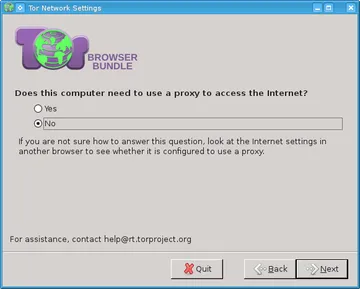 Tor Network Settings
Tor BROWSER
BUNDLE
Does this computer need to use a proxy to access the Internet?
Yes
No
If you are not sure how to answer this question, look at the Internet settings in
another browser to see whether it is configured to use a proxy.
For assistance, contact help@rt.torproject.org
Quit Back Next